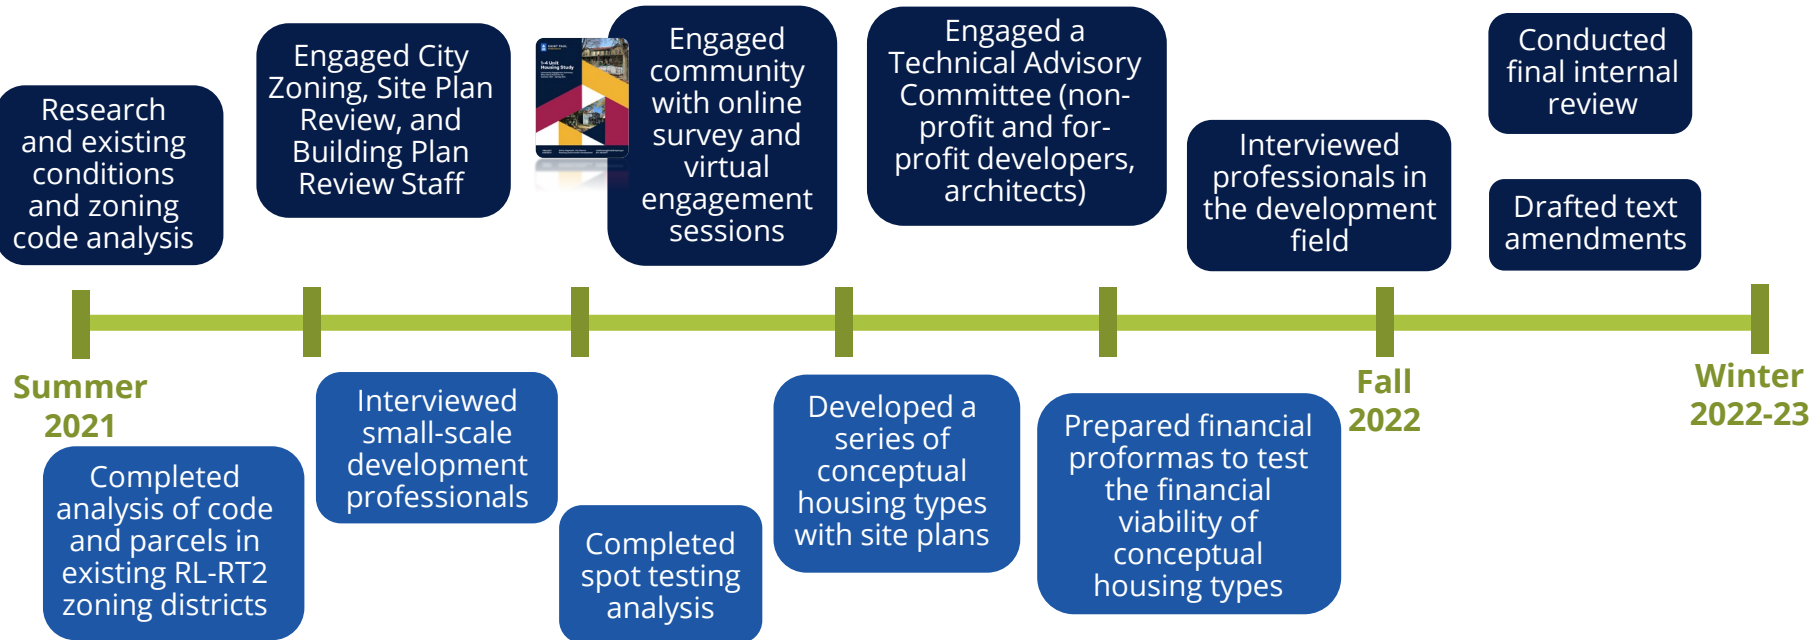 Research
and existing
conditions
and zoning
code analysis
Engaged City
Zoning, Site Plan
Review, and
Building Plan
Review Staff
1-4 Unit
Housing Study
Engaged
community
with online
survey and
virtual
engagement
sessions
Engaged a
Technical Advisory
Committee (non-
profit and for-
profit developers,
architects)
Interviewed
professionals in
the development
field
Conducted
final internal
review
Drafted text
amendments
Summer
2021
Fall
2022
Winter
2022-23
Completed
analysis of code
and parcels in
existing RL-RT2
zoning districts
Interviewed
small-scale
development
professionals
Completed
spot testing
analysis
Developed a
series of
conceptual
housing types
with site plans
Prepared financial
proformas to test
the financial
viability of
conceptual
housing types